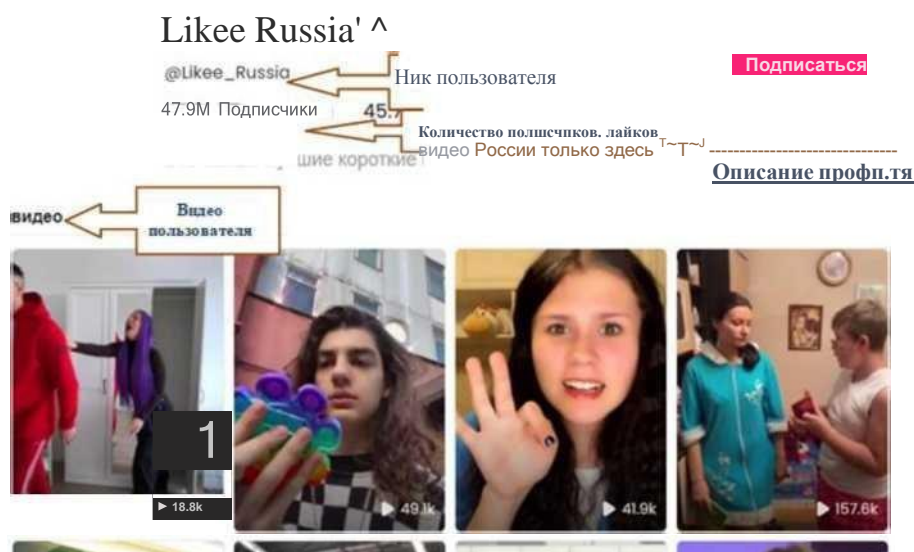 Likee Russia' ^
@Likee_Russia
Ник пользователя
Подписаться
47.9M Подписчики
45.7
Количество полшсчпков. лайков
видео России только здесь
шие короткие
Описание профп.тя
видео
Видео
пользователя
1
18.8k
49.1k
41.9k
157.6k